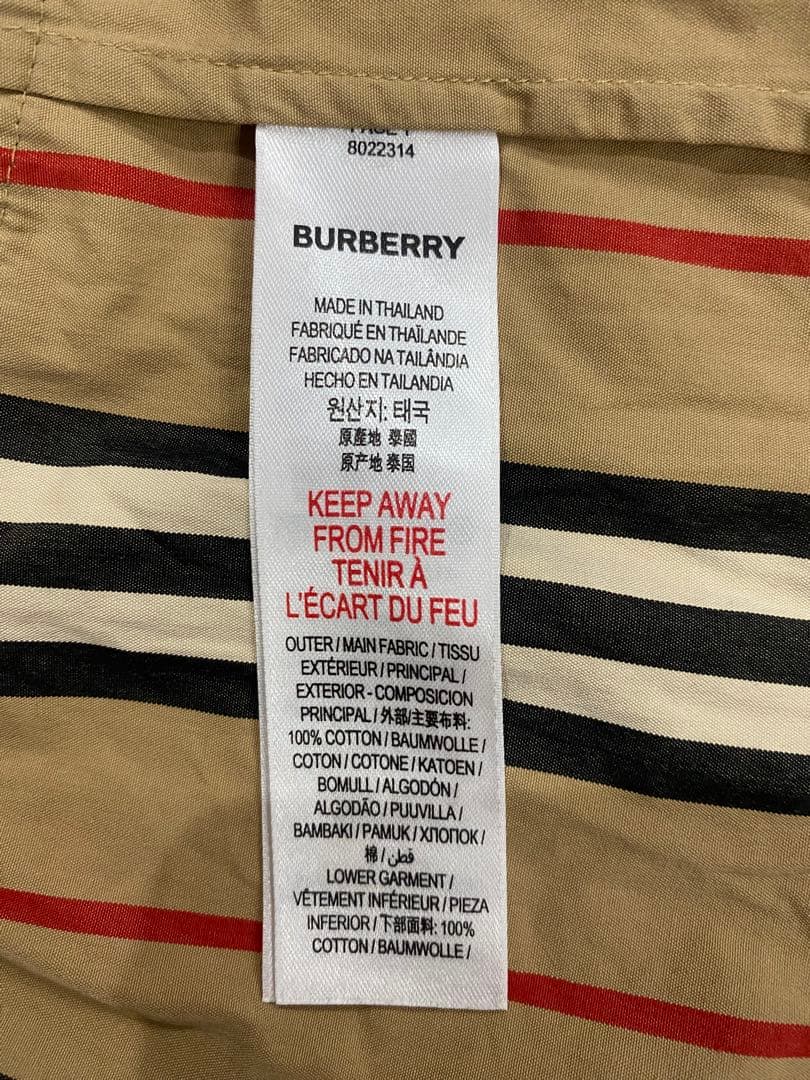 8022314
BURBERRY
MADE IN THAILAND
FABRIQUÉ EN THAÏLANDE
FABRICADO NA TAILÂNDIA
HECHO EN TAILANDIA
원산지: 태국
原產地 泰國
原产地 泰国
KEEP AWAY
FROM FIRE
TENIR À
L'ÉCART DU FEU
OUTER / MAIN FABRIC / TISSU
EXTÉRIEUR / PRINCIPAL /
EXTERIOR - COMPOSICION
PRINCIPAL / 外部/主要布料:
100% COTTON / BAUMWOLLE /
COTON / COTONE / KATOEN /
BOMULL / ALGODÓN /
ALGODÃO / PUUVILLA /
BAMBAKI / PAMUK / ХЛОПОК /
棉 / قطن
LOWER GARMENT /
VÊTEMENT INFÉRIEUR / PIEZA
INFERIOR / 下部面料: 100%
COTTON / BAUMWOLLE /